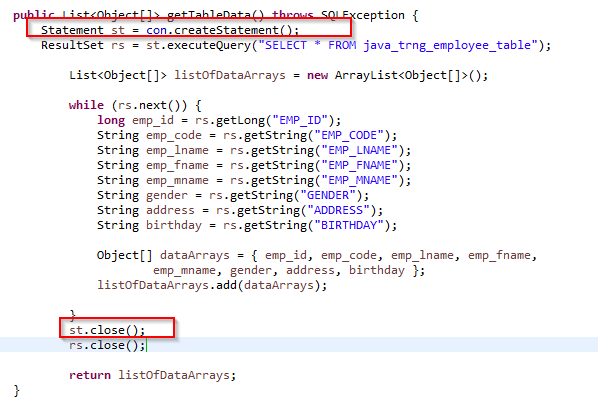 public List<Object[]> getTableData() throws SQLException {
Statement st = con.createStatement();
ResultSet rs = st.executeQuery("SELECT * FROM java_trng_employee_table");
List<Object[]> listOfDataArrays = new ArrayList<Object[]>();
while (rs.next()) {
long emp_id = rs.getLong("EMP_ID");
String emp_code = rs.getString("EMP_CODE");
String emp_lname = rs.getString("EMP_LNAME");
String emp_fname = rs.getString("EMP_FNAME");
String emp_mname = rs.getString("EMP_MNAME");
String gender = rs.getString("GENDER");
String address = rs.getString("ADDRESS");
String birthday = rs.getString("BIRTHDAY");
Object[] dataArrays = { emp_id, emp_code, emp_lname, emp_fname,
emp_mname, gender, address, birthday };
listOfDataArrays.add(dataArrays);
}
st.close();
rs.close();
return listOfDataArrays;
}